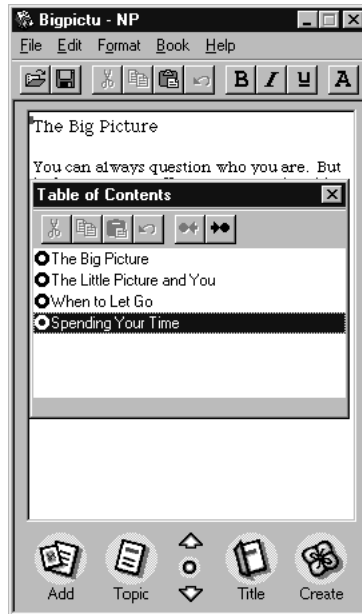 Bigpictu - NP
File Edit Format Book Help
B I U A
The Big Picture
You can always question who you are. But
Table of Contents
The Big Picture
The Little Picture and You
When to Let Go
Spending Your Time
Add Topic Title Create